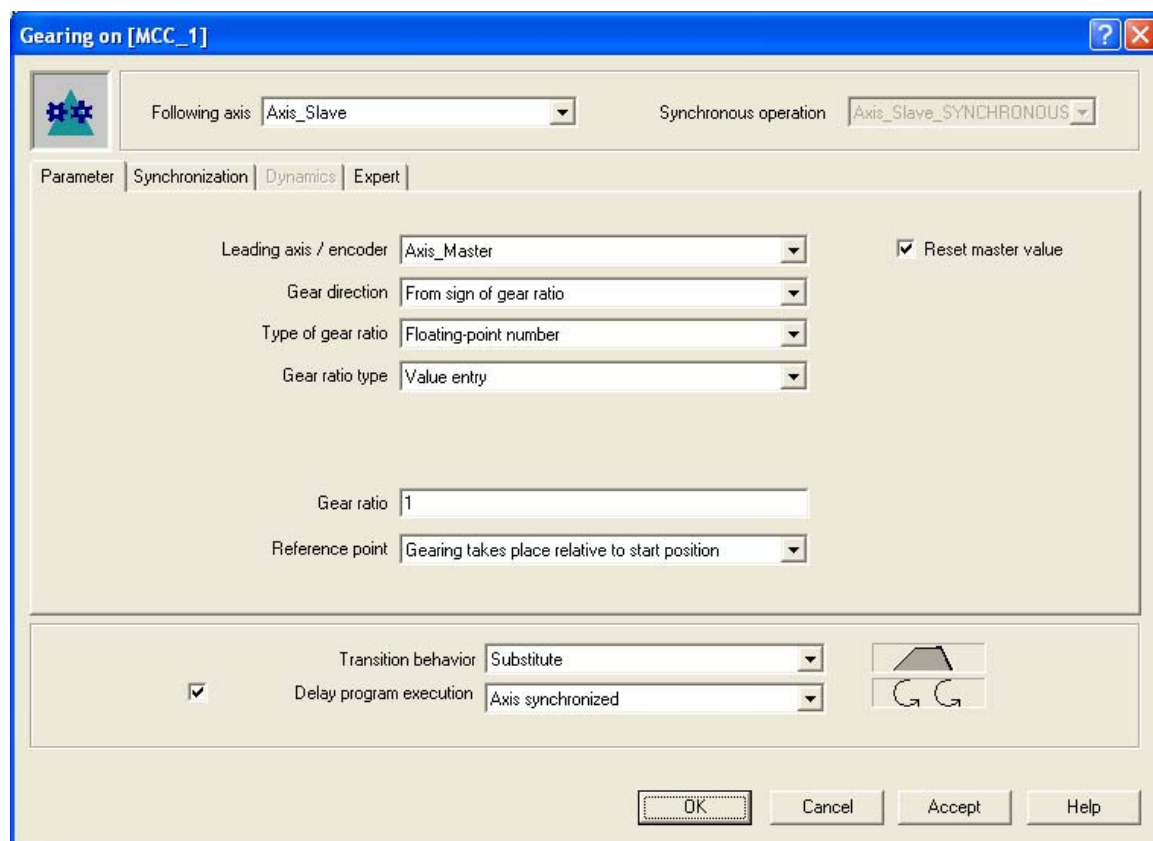 Gearing on [MCC_1]
Following axis Axis_Slave Synchronous operation Axis_Slave_SYNCHRONOUS
Parameter Synchronization Dynamics Expert
Leading axis / encoder Axis_Master Reset master value
Gear direction From sign of gear ratio
Type of gear ratio Floating-point number
Gear ratio type Value entry
Gear ratio 1
Reference point Gearing takes place relative to start position
Transition behavior Substitute
Delay program execution Axis synchronized
OK Cancel Accept Help